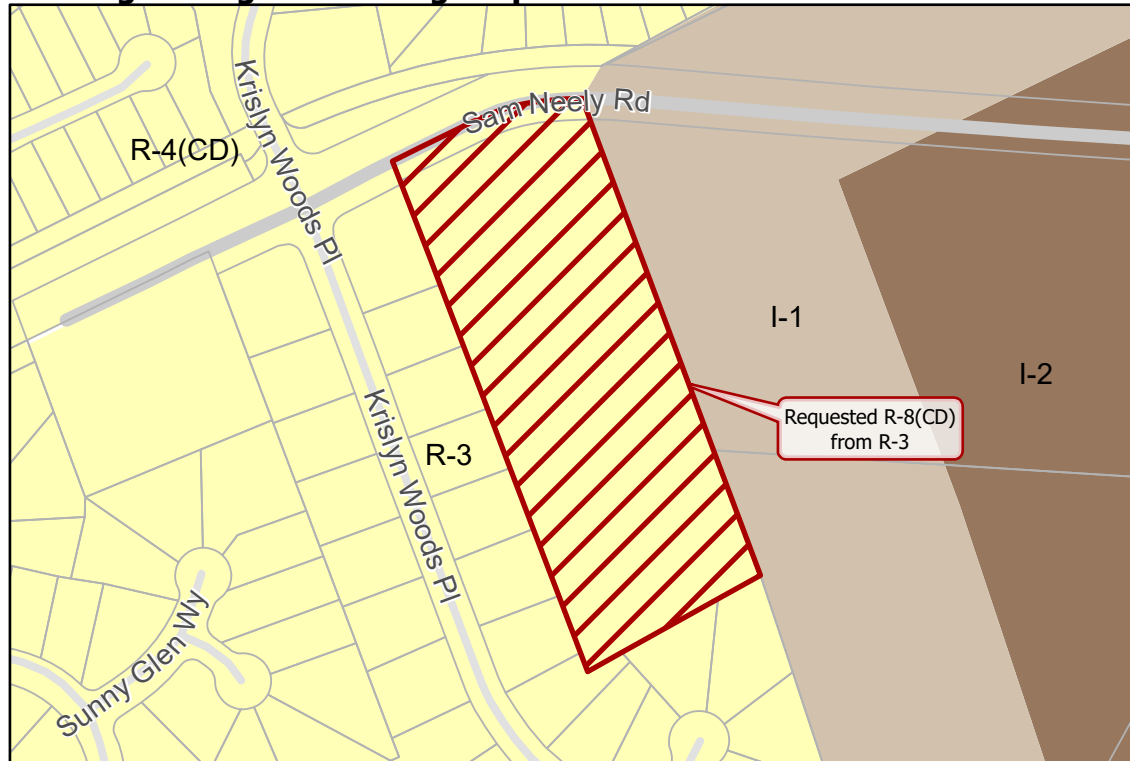 Sam Neely Rd
Krislyn Woods Pl
R-4(CD)
I-1
I-2
Requested R-8(CD)
from R-3
Krislyn Woods Pl
R-3
Sunny Glen Wy